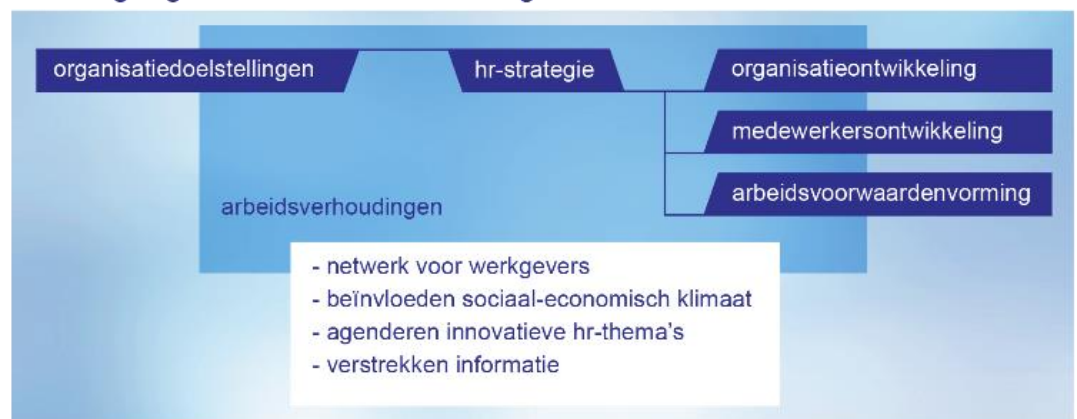 organisatiedoelstellingen
hr-strategie
organisatieontwikkeling
medewerkersontwikkeling
arbeidsvoorwaardenvorming
arbeidsverhoudingen
- netwerk voor werkgevers
- beïnvloeden sociaal-economisch klimaat
- agenderen innovatieve hr-thema's
- verstrekken informatie